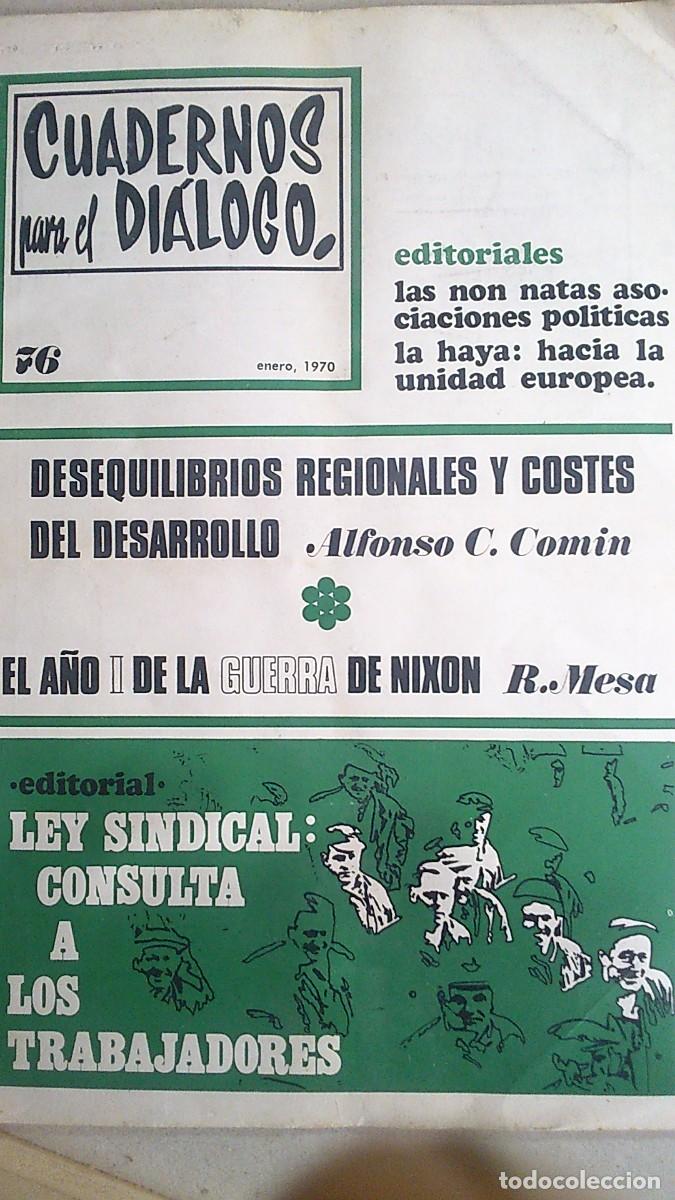 CUADERNOS
para el DIÁLOGO.
76
enero, 1970
editoriales
las non natas aso-
ciaciones politicas
la haya: hacia la
unidad europea.
DESEQUILIBRIOS REGIONALES Y COSTES
DEL DESARROLLO Alfonso C. Comin
EL AÑO I DE LA GUERRA DE NIXON R. Mesa
·editorial·
LEY SINDICAL:
CONSULTA
A
LOS
TRABAJADORES
todocoleccion